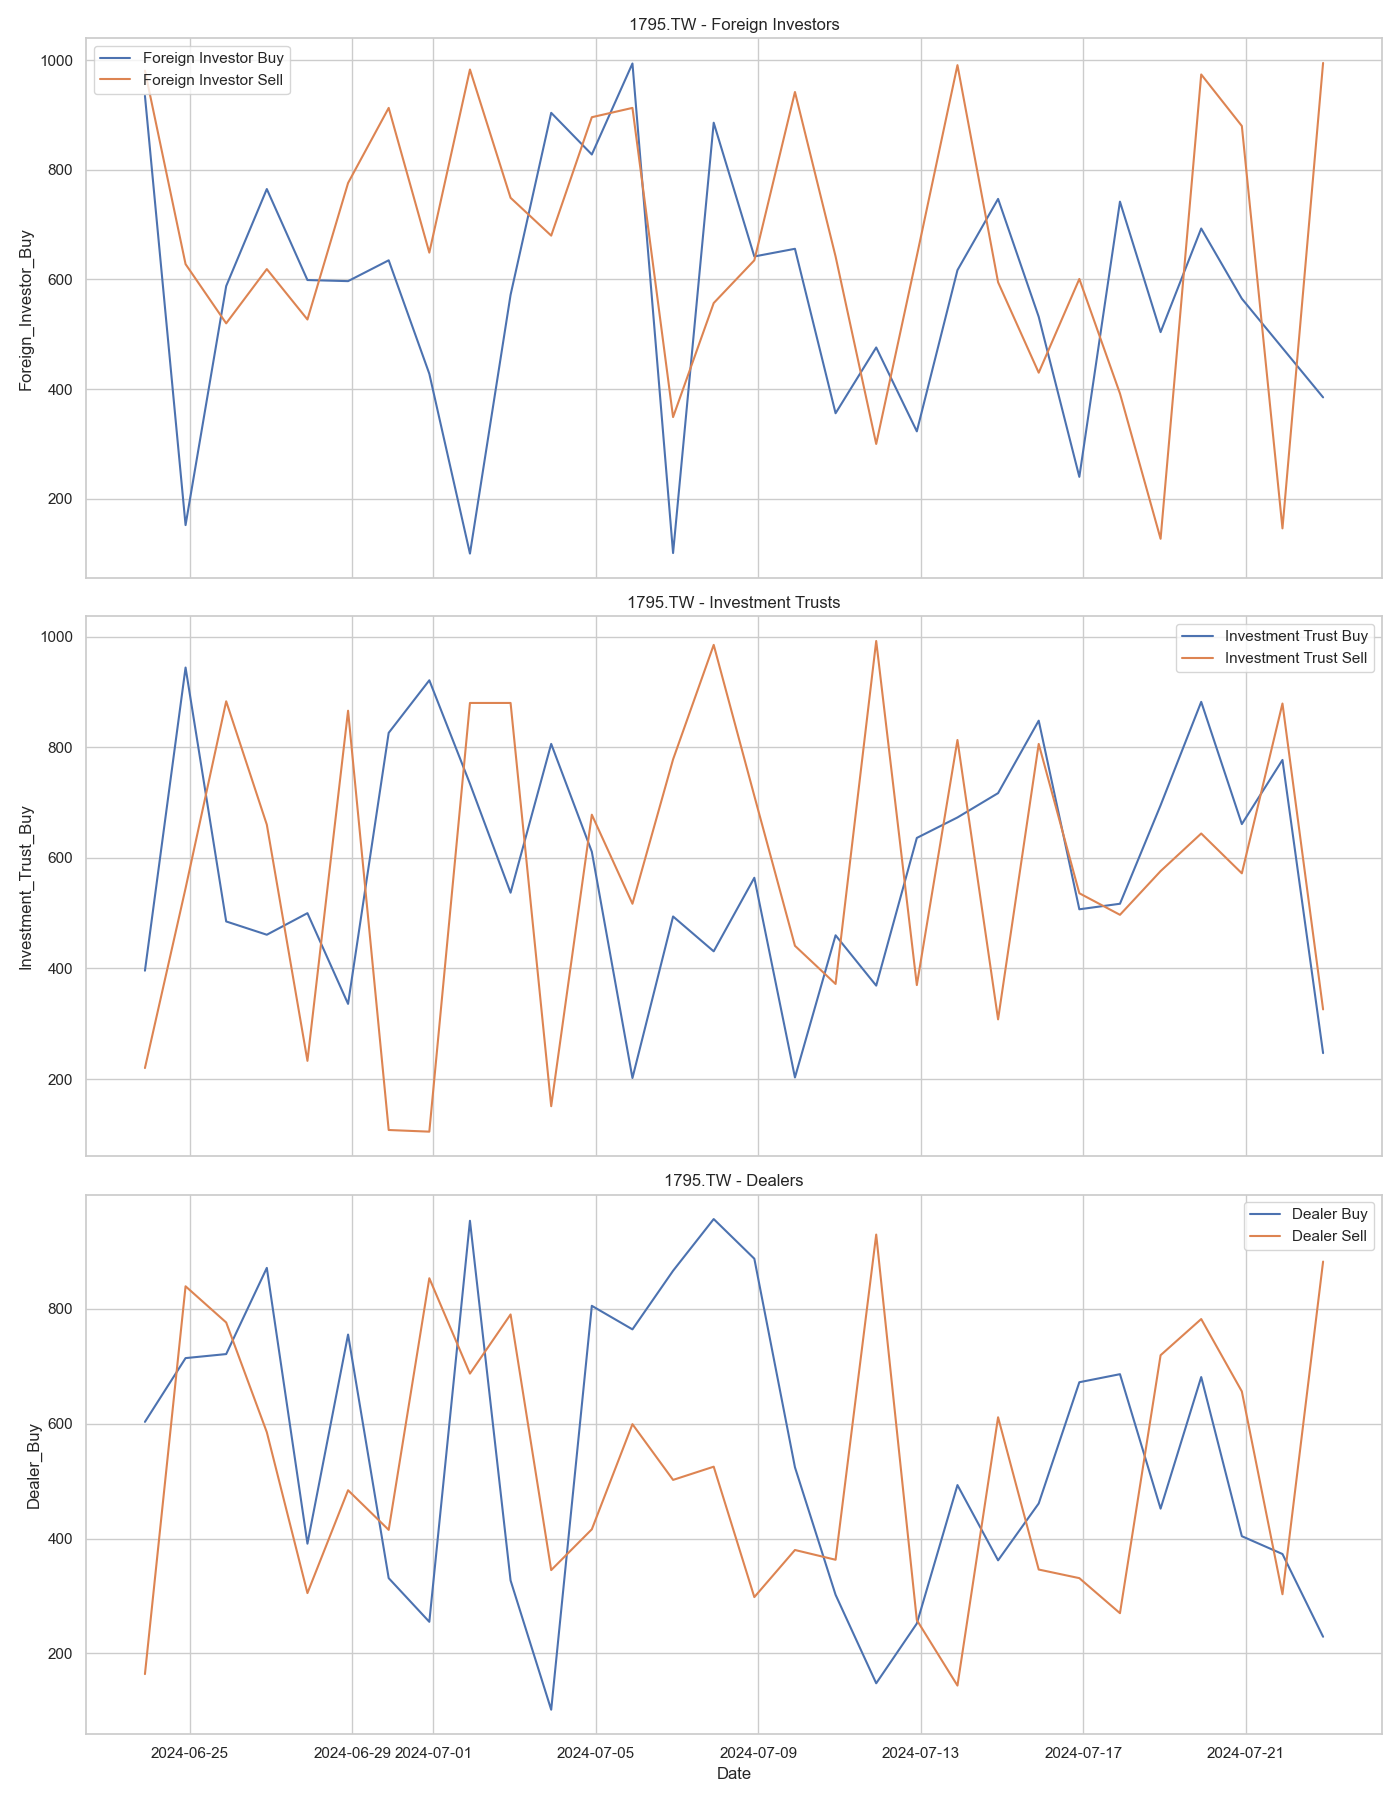 1795.TW - Foreign Investors
Foreign Investor Buy
Foreign Investor Sell
1000
800
600
400
200
Foreign_Investor_Buy
1795.TW - Investment Trusts
Investment Trust Buy
Investment Trust Sell
1000
800
600
400
200
Investment_Trust_Buy
1795.TW - Dealers
Dealer Buy
Dealer Sell
800
600
400
200
Dealer_Buy
2024-06-25 2024-06-29 2024-07-01 2024-07-05 2024-07-09 2024-07-13 2024-07-17 2024-07-21
Date